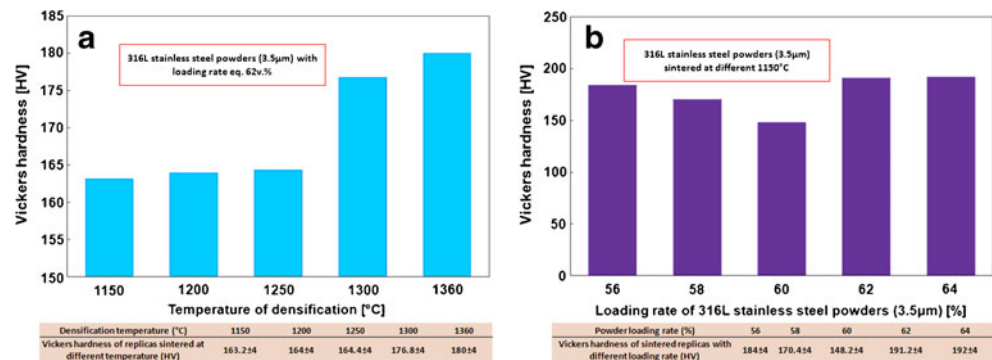 a
185
180
175
170
165
162
160
155
150
Vickers hardness [HV]
316L stainless steel powders (3.5µm) with
loading rate eq. 62v.%
1150 1200 1250 1300 1360
Temperature of densification [°C]
Densification temperature (°C) 1150 1200 1250 1300 1360
Vickers hardness of replicas sintered at
different temperature (HV) 163.2±4 164±4 164.4±4 176.8±4 180±4
b
250
200
150
100
50
0
Vickers hardness [HV]
316L stainless steel powders (3.5µm)
sintered at different 1150°C
56 58 60 62 64
Loading rate of 316L stainless steel powders (3.5µm) [%]
Powder loading rate (%) 56 58 60 62 64
Vickers hardness of sintered replicas with
different loading rate (HV) 184±4 170.4±4 148.2±4 191.2±4 192±4